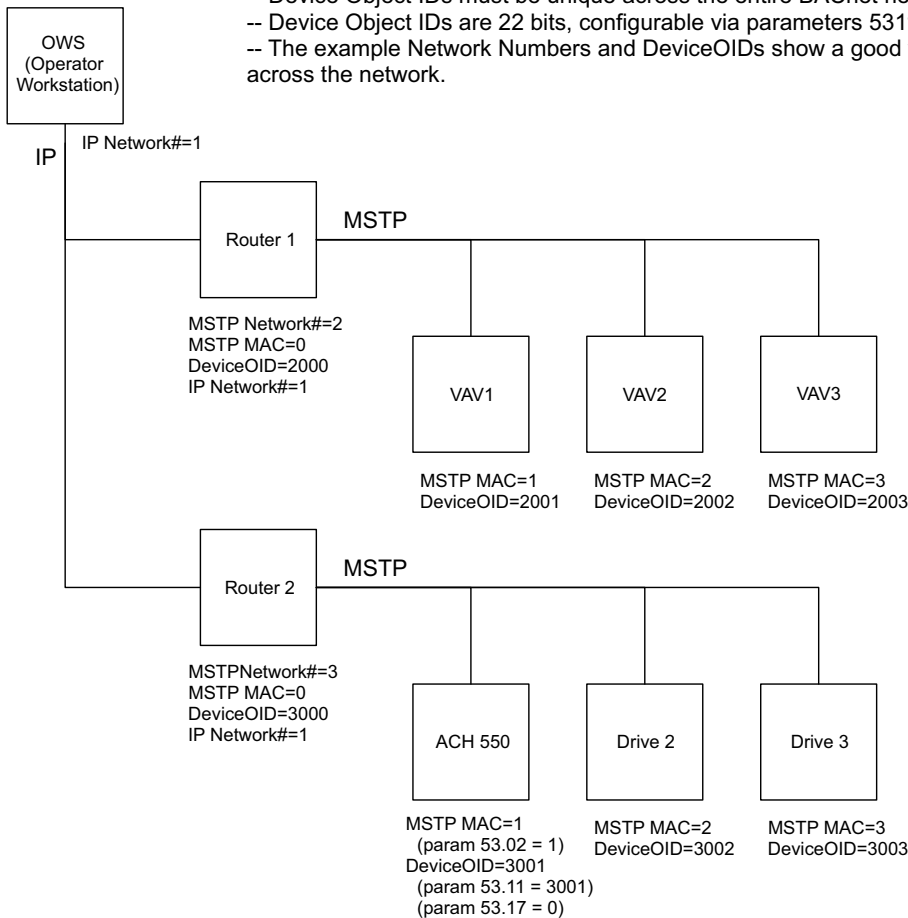 -- Device Object IDs are 22 bits, configurable via parameters 531
-- The example Network Numbers and DeviceOIDs show a good
across the network.
OWS
(Operator
Workstation)
IP Network#=1
IP
Router 1
MSTP
MSTP Network#=2
MSTP MAC=0
DeviceOID=2000
IP Network#=1
VAV1
VAV2
VAV3
MSTP MAC=1
DeviceOID=2001
MSTP MAC=2
DeviceOID=2002
MSTP MAC=3
DeviceOID=2003
Router 2
MSTP
MSTPNetwork#=3
MSTP MAC=0
DeviceOID=3000
IP Network#=1
ACH 550
Drive 2
Drive 3
MSTP MAC=1
(param 53.02 = 1)
DeviceOID=3001
(param 53.11 = 3001)
(param 53.17 = 0)
MSTP MAC=2
DeviceOID=3002
MSTP MAC=3
DeviceOID=3003